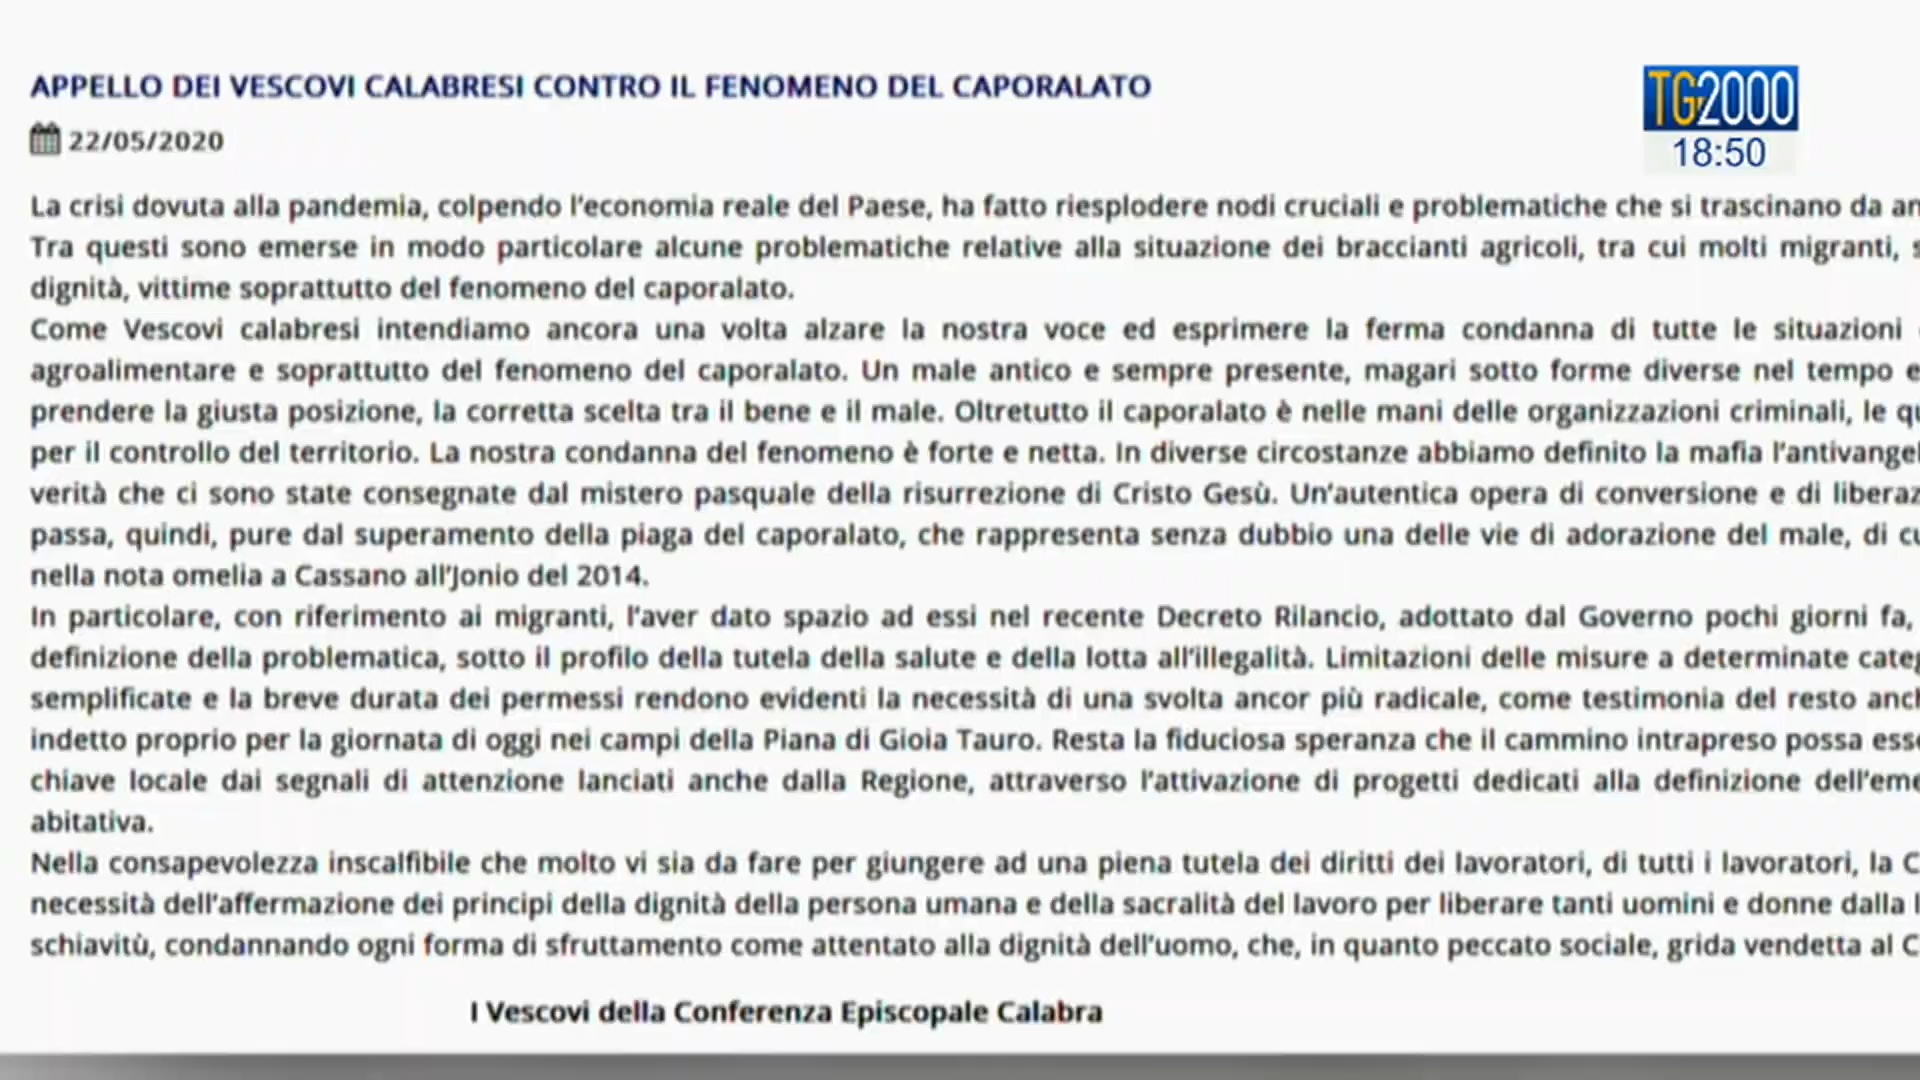 APPELLO DEI VESCOVI CALABRESI CONTRO IL FENOMENO DEL CAPORALATO
TG2000
22/05/2020
18:50
La crisi dovuta alla pandemia, colpendo l'economia reale del Paese, ha fatto riesplodere nodi cruciali e problematiche che si trascinano da
Tra questi sono emerse in modo particolare alcune problematiche relative alla situazione dei braccianti agricoli, tra cui molti migranti,
dignità, vittime soprattutto del fenomeno del caporalato.
Come Vescovi calabresi intendiamo ancora una volta alzare la nostra voce ed esprimere la ferma condanna di tutte le situazioni
agroalimentare e soprattutto del fenomeno del caporalato. Un male antico e sempre presente, magari sotto forme diverse nel tempo
prendere la giusta posizione, la corretta scelta tra il bene e il male. Oltretutto il caporalato è nelle mani delle organizzazioni criminali, le
per il controllo del territorio. La nostra condanna del fenomeno è forte e netta. In diverse circostanze abbiamo definito la mafia l'antivangel
verità che ci sono state consegnate dal mistero pasquale della risurrezione di Cristo Gesù. Un'autentica opera di conversione e di liberaz
passa, quindi, pure dal superamento della piaga del caporalato, che rappresenta senza dubbio una delle vie di adorazione del male, di
nella nota omelia a Cassano all'Jonio del 2014.
In particolare, con riferimento ai migranti, l'aver dato spazio ad essi nel recente Decreto Rilancio, adottato dal Governo pochi giorni fa,
definizione della problematica, sotto il profilo della tutela della salute e della lotta all'illegalità. Limitazioni delle misure a determinate categ
semplificate e la breve durata dei permessi rendono evidenti la necessità di una svolta ancor più radicale, come testimonia del resto anch
indetto proprio per la giornata di oggi nei campi della Piana di Gioia Tauro. Resta la fiduciosa speranza che il cammino intrapreso possa ess
chiave locale dai segnali di attenzione lanciati anche dalla Regione, attraverso l'attivazione di progetti dedicati alla definizione dell'eme
abitativa.
Nella consapevolezza inscalfibile che molto vi sia da fare per giungere ad una piena tutela dei diritti dei lavoratori, di tutti i lavoratori, la
necessità dell'affermazione dei principi della dignità della persona umana e della sacralità del lavoro per liberare tanti uomini e donne dalla
schiavitù, condannando ogni forma di sfruttamento come attentato alla dignità dell'uomo, che, in quanto peccato sociale, grida vendetta al
I Vescovi della Conferenza Episcopale Calabra